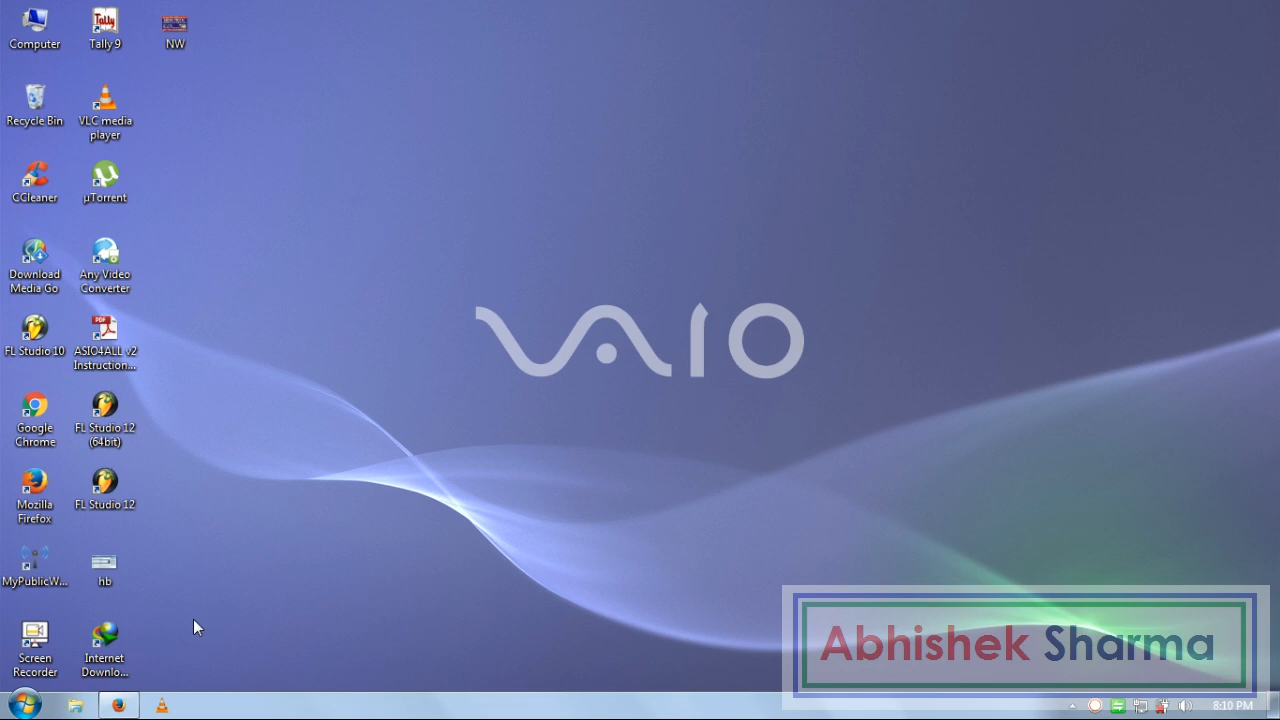 Computer
Tally 9
NW
Recycle Bin
VLC media
player
CCleaner
µTorrent
Download
Media Go
Any Video
Converter
FL Studio 10
PDF
ASIO4ALL v2
Instruction...
Google
Chrome
FL Studio 12
(64bit)
Mozilla
Firefox
FL Studio 12
MyPublicW...
hb
Screen
Recorder
Internet
Downlo...
VAIO
Abhishek Sharma
8:10 PM